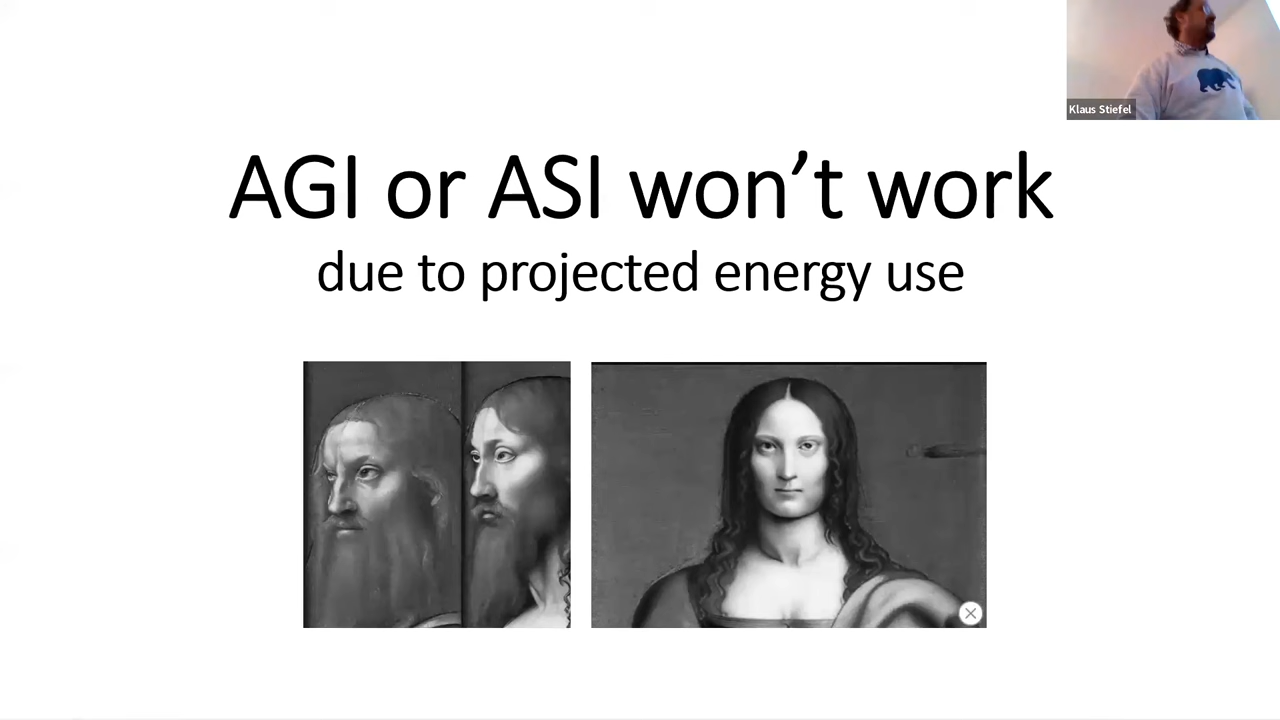 Klaus Stiefel
AGI or ASI won’t work
due to projected energy use